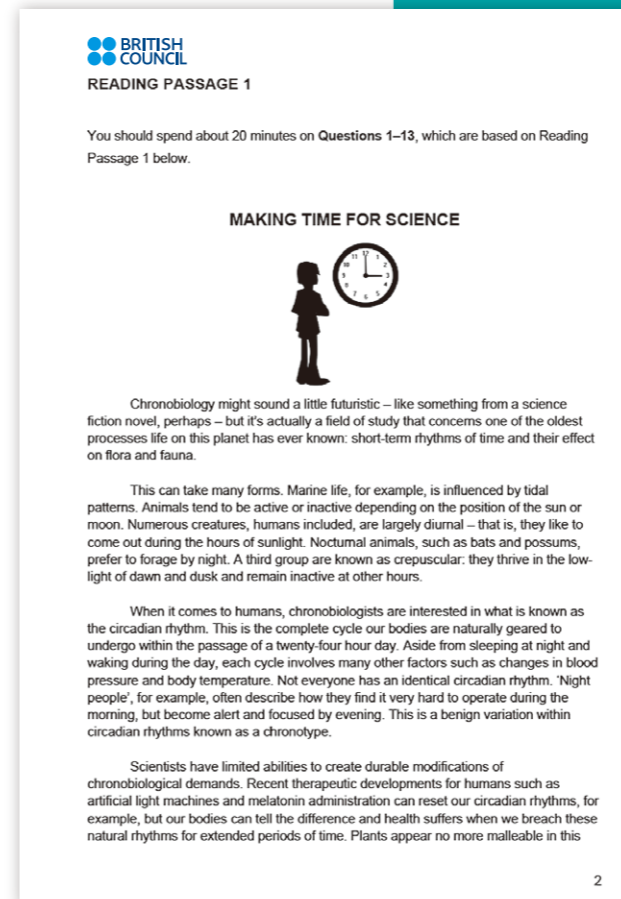 BRITISH
COUNCIL
READING PASSAGE 1
You should spend about 20 minutes on Questions 1–13, which are based on Reading
Passage 1 below.
MAKING TIME FOR SCIENCE
12
11 1
10 2
9 3
8 4
7 6 5
Chronobiology might sound a little futuristic – like something from a science
fiction novel, perhaps – but it's actually a field of study that concerns one of the oldest
processes life on this planet has ever known: short-term rhythms of time and their effect
on flora and fauna.
This can take many forms. Marine life, for example, is influenced by tidal
patterns. Animals tend to be active or inactive depending on the position of the sun or
moon. Numerous creatures, humans included, are largely diurnal – that is, they like to
come out during the hours of sunlight. Nocturnal animals, such as bats and possums,
prefer to forage by night. A third group are known as crepuscular: they thrive in the low-
light of dawn and dusk and remain inactive at other hours.
When it comes to humans, chronobiologists are interested in what is known as
the circadian rhythm. This is the complete cycle our bodies are naturally geared to
undergo within the passage of a twenty-four hour day. Aside from sleeping at night and
waking during the day, each cycle involves many other factors such as changes in blood
pressure and body temperature. Not everyone has an identical circadian rhythm. 'Night
people', for example, often describe how they find it very hard to operate during the
morning, but become alert and focused by evening. This is a benign variation within
circadian rhythms known as a chronotype.
Scientists have limited abilities to create durable modifications of
chronobiological demands. Recent therapeutic developments for humans such as
artificial light machines and melatonin administration can reset our circadian rhythms, for
example, but our bodies can tell the difference and health suffers when we breach these
natural rhythms for extended periods of time. Plants appear no more malleable in this
2